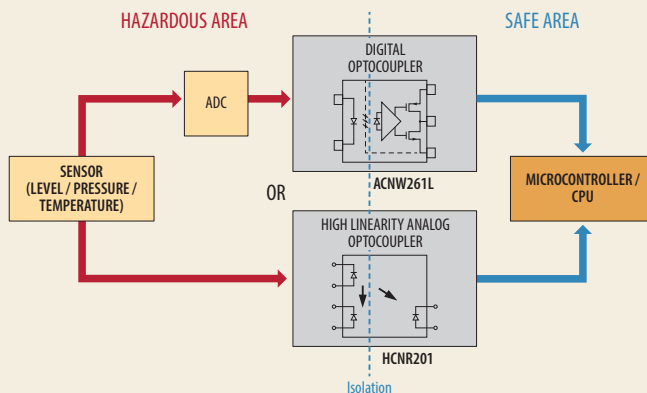 HAZARDOUS AREA
SAFE AREA
DIGITAL
OPTOCOUPLER
ADC
ACNW261L
SENSOR
(LEVEL / PRESSURE /
TEMPERATURE)
OR
MICROCONTROLLER /
CPU
HIGH LINEARITY ANALOG
OPTOCOUPLER
HCNR201
Isolation